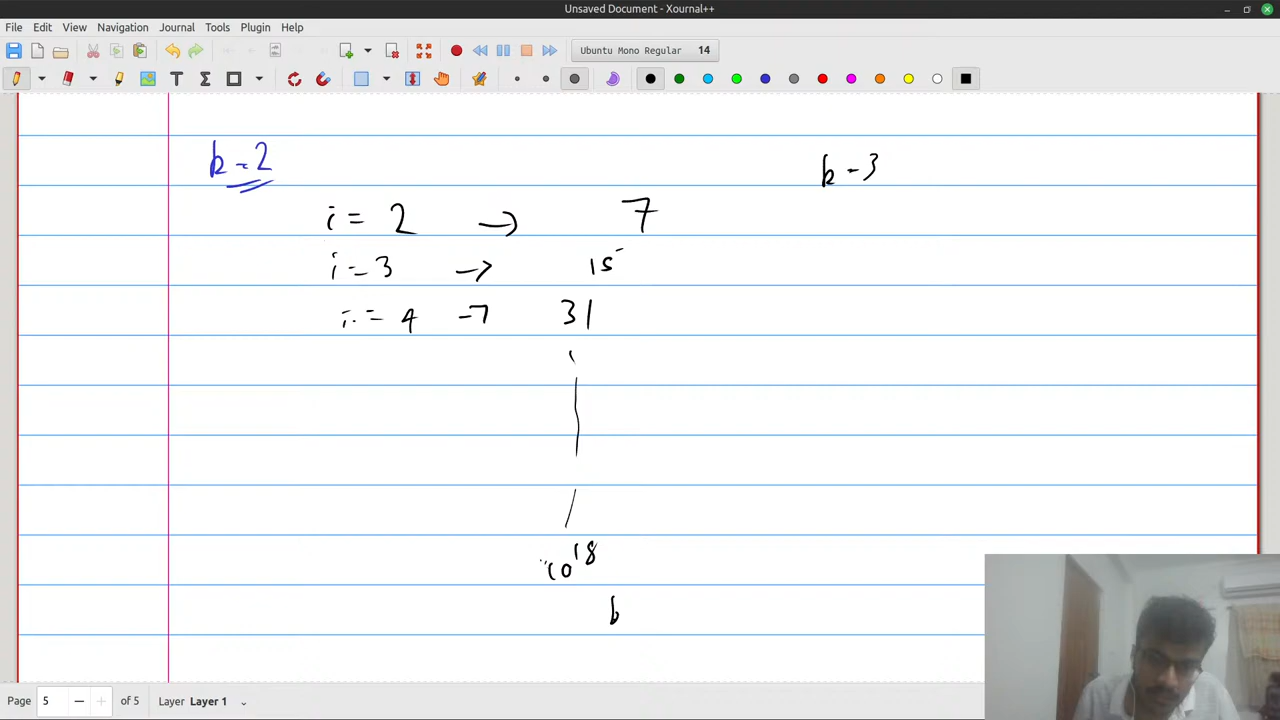 Unsaved Document - Xournal++
File Edit View Navigation Journal Tools Plugin Help
Ubuntu Mono Regular 14
k = 2
k - 3
i = 2 → 7
i = 3 → 15
i = 4 → 31
10^18
b
Page 5 of 5 Layer Layer 1